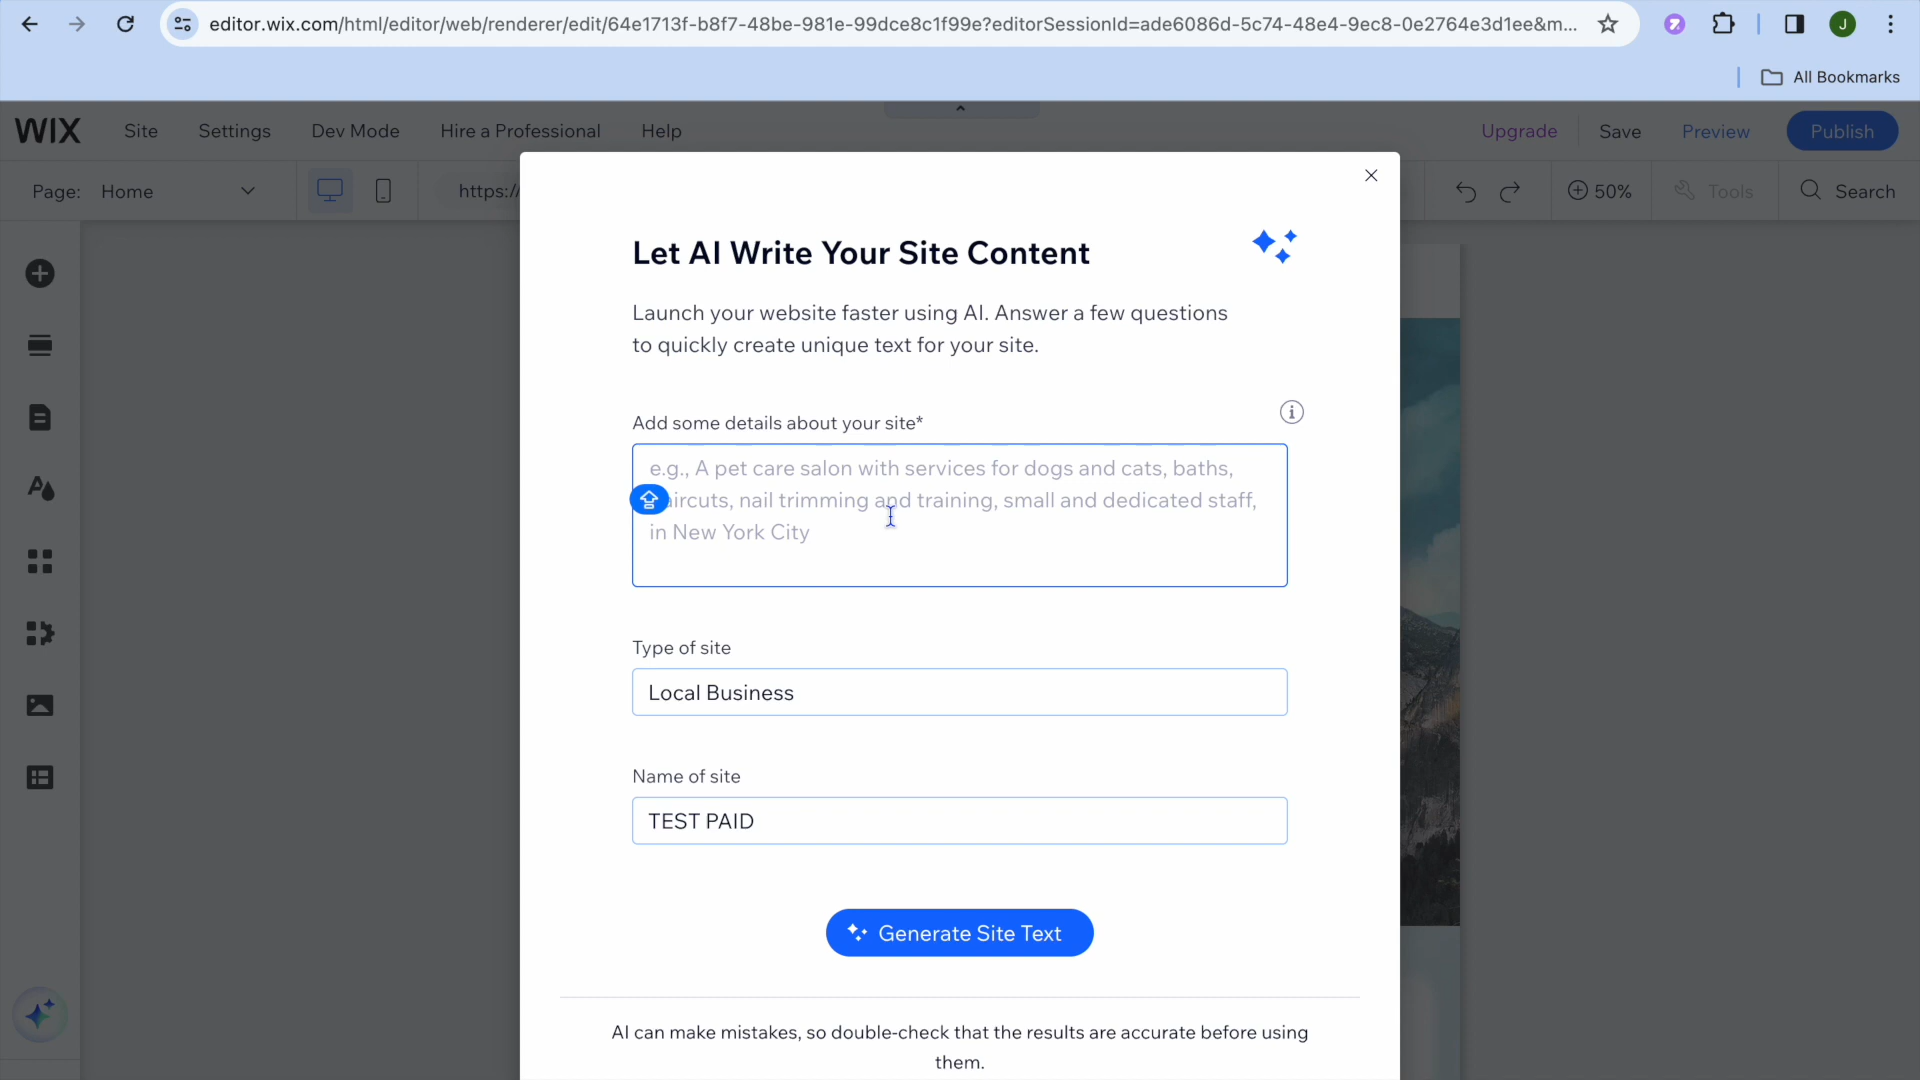 editor.wix.com/html/editor/web/renderer/edit/64e1713f-b8f7-48be-981e-99dce8c1f99e?editorSessionId=ade6086d-5c74-48e4-9ec8-0e2764e3d1ee&m...
J
All Bookmarks
WIX
Site
Settings
Dev Mode
Hire a Professional
Help
Upgrade
Save
Preview
Publish
Page: Home
https://
50%
Tools
Search
Let AI Write Your Site Content
Launch your website faster using AI. Answer a few questions
to quickly create unique text for your site.
Add some details about your site*
e.g., A pet care salon with services for dogs and cats, baths,
aircuts, nail trimming and training, small and dedicated staff,
in New York City
Type of site
Local Business
Name of site
TEST PAID
Generate Site Text
AI can make mistakes, so double-check that the results are accurate before using
them.